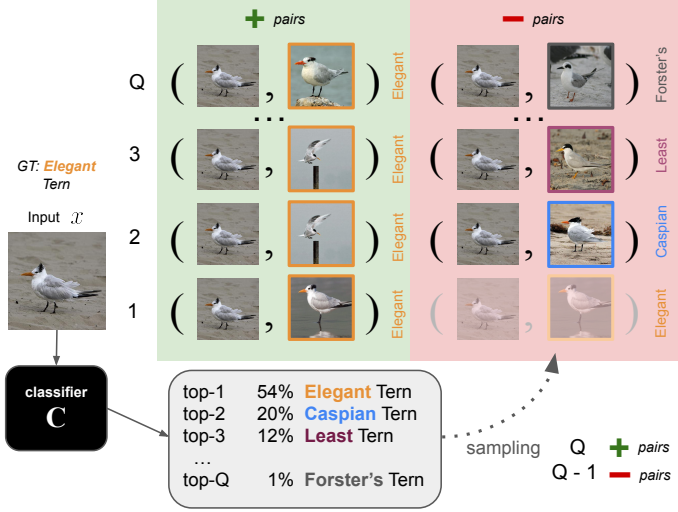 + pairs
− pairs
Q ( , ) Elegant
( , ) Forster's
... ...
3 ( , ) Elegant
( , ) Least
2 ( , ) Elegant
( , ) Caspian
1 ( , ) Elegant
( , ) Elegant
GT: Elegant
Tern
Input x
classifier
C
top-1 54% Elegant Tern
top-2 20% Caspian Tern
top-3 12% Least Tern
...
top-Q 1% Forster's Tern
sampling
Q + pairs
Q - 1 − pairs